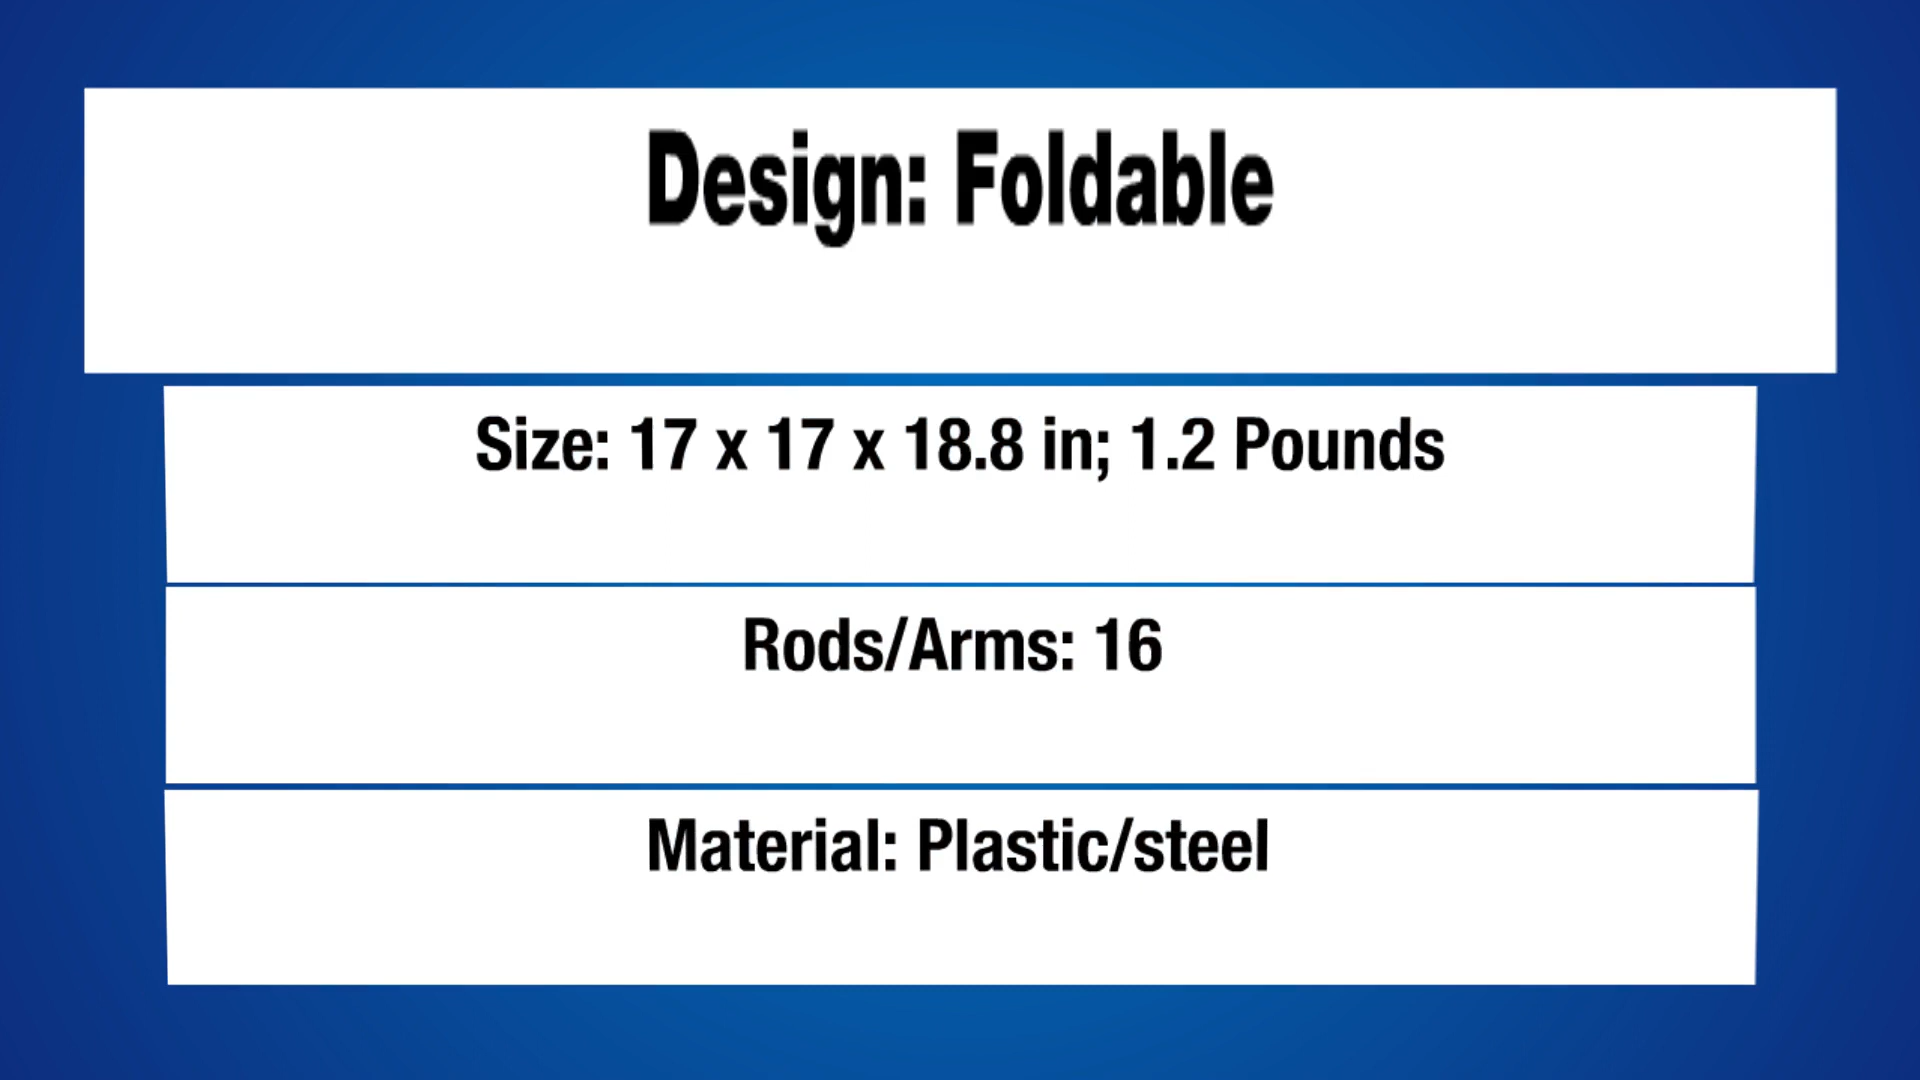 Design: Foldable
Size: 17 x 17 x 18.8 in; 1.2 Pounds
Rods/Arms: 16
Material: Plastic/steel